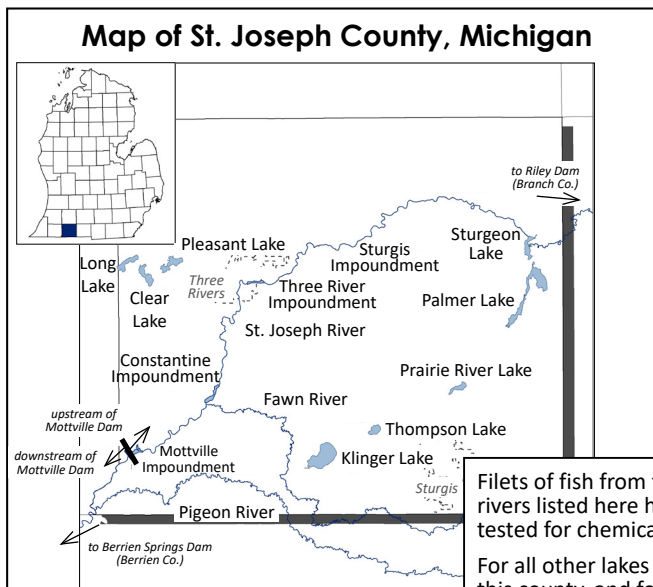 Map of St. Joseph County, Michigan
to Riley Dam
(Branch Co.)
Pleasant Lake
Long
Lake
Clear
Lake
Three
Rivers
Sturgis
Impoundment
Sturgeon
Lake
Three River
Impoundment
Palmer Lake
St. Joseph River
Constantine
Impoundment
Prairie River Lake
Fawn River
upstream of
Mottville Dam
downstream of
Mottville Dam
Mottville
Impoundment
Thompson Lake
Klinger Lake
Sturgis
Pigeon River
to Berrien Springs Dam
(Berrien Co.)
Filets of fish from
rivers listed here
tested for
For all other lakes
this county, and